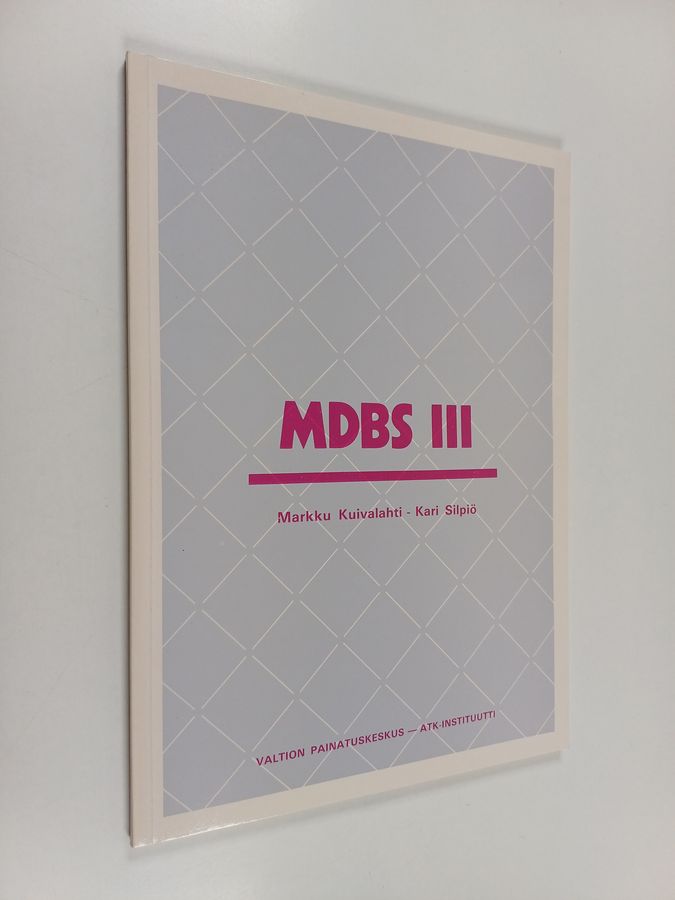 MDBS III
Markku Kuivalahti - Kari Silpiö
VALTION PAINATUSKESKUS — ATK-INSTITUUTTI